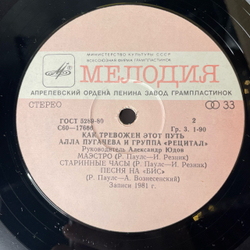 МИНИСТЕРСТВО КУЛЬТУРЫ СССР
ВСЕСОЮЗНАЯ ФИРМА ГРАМПЛАСТИНОК
МЕЛОДИЯ
АПРЕЛЕВСКИЙ ОРДЕНА ЛЕНИНА ЗАВОД ГРАМПЛАСТИНОК
СТЕРЕО 33
ГОСТ 5289-80 2
С60—17666 Гр. 3. 1-90
КАК ТРЕВОЖЕН ЭТОТ ПУТЬ
АЛЛА ПУГАЧЕВА И ГРУППА «РЕЦИТАЛ»
Руководитель Александр Юдов
МАЭСТРО (Р. Паулс—И. Резник)
СТАРИННЫЕ ЧАСЫ (Р. Паулс—И. Резник)
ПЕСНЯ НА «БИС»
(Р. Паулс—А. Вознесенский)
Записи 1981 г.